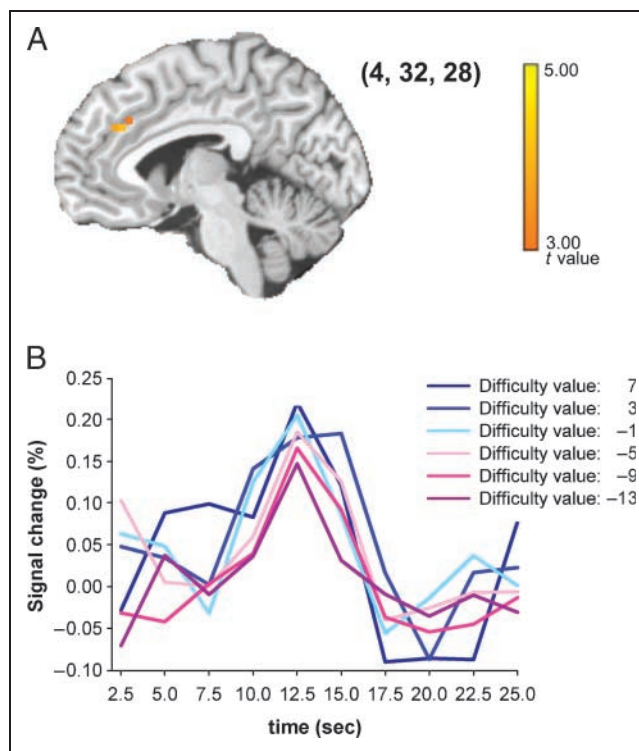 A
(4, 32, 28)
5.00
3.00
t value
B
0.25
0.20
0.15
0.10
0.05
0.00
−0.05
−0.10
Signal change (%)
Difficulty value: 7
Difficulty value: 3
Difficulty value: −1
Difficulty value: −5
Difficulty value: −9
Difficulty value: −13
2.5 5.0 7.5 10.0 12.5 15.0 17.5 20.0 22.5 25.0
time (sec)